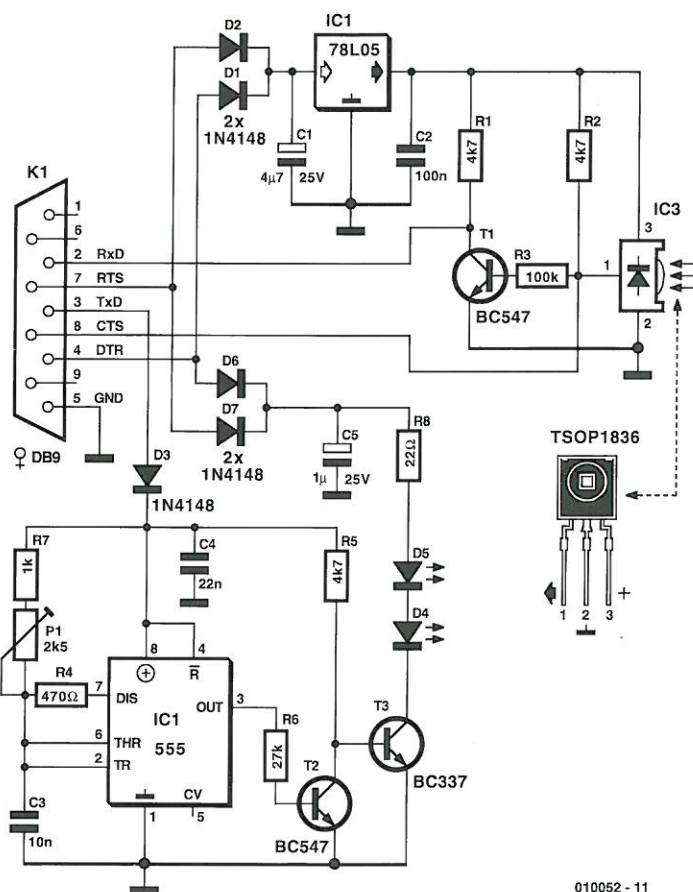 IC1
78L05
D2
D1
2x
1N4148
C1
4µ7
25V
C2
100n
R1
4k7
R2
4k7
IC3
3
1
2
K1
1
6
2
RxD
7
RTS
3
TxD
8
CTS
4
DTR
9
5
GND
♀ DB9
T1
BC547
R3
100k
D6
D7
2x
1N4148
C5
1µ
25V
R8
22Ω
TSOP1836
1 2 3
+
D3
1N4148
R7
1k
P1
2k5
R4
470Ω
C4
22n
R5
4k7
D5
D4
8
4
R
7
DIS
6
THR
2
TR
IC1
555
OUT
3
CV
1
5
R6
27k
T2
BC547
T3
BC337
C3
10n
010052 - 11